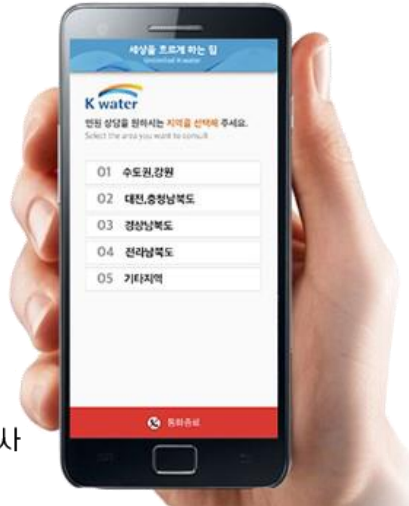 세상을 흐르게 하는 힘
Unlimited K-water
K water
민원 상담을 원하시는 지역을 선택해 주세요.
Select the area you want to consult
01 수도권,강원
02 대전,충청남북도
03 경상남북도
04 전라남북도
05 기타지역
통화종료
사